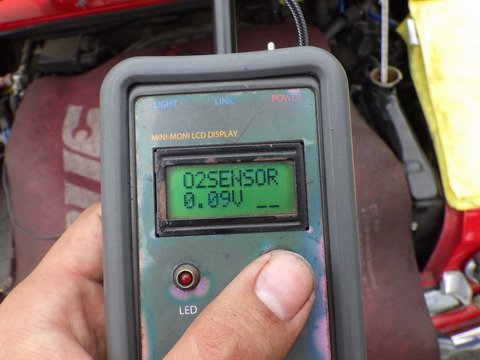 LIGHT LINK POWER
MINI-MONI LCD DISPLAY
O2SENSOR
0.09V __
LED